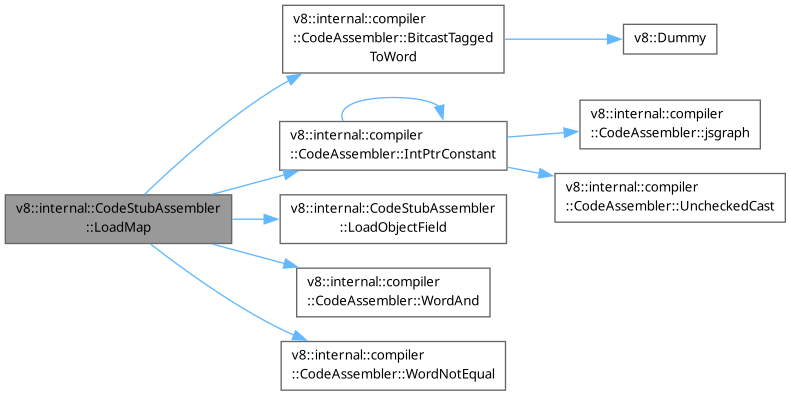 v8::internal::CodeStubAssembler
::LoadMap
v8::internal::compiler
::CodeAssembler::BitcastTagged
ToWord
v8::Dummy
v8::internal::compiler
::CodeAssembler::IntPtrConstant
v8::internal::compiler
::CodeAssembler::jsgraph
v8::internal::compiler
::CodeAssembler::UncheckedCast
v8::internal::CodeStubAssembler
::LoadObjectField
v8::internal::compiler
::CodeAssembler::WordAnd
v8::internal::compiler
::CodeAssembler::WordNotEqual